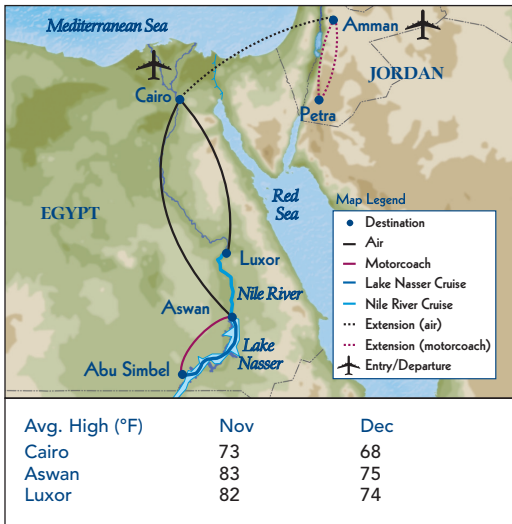 Mediterranean Sea
Amman
JORDAN
Cairo
Petra
EGYPT
Red
Sea
Luxor
Nile River
Aswan
Lake
Nasser
Abu Simbel
Map Legend
Destination
Air
Motorcoach
Lake Nasser Cruise
Nile River Cruise
Extension (air)
Extension (motorcoach)
Entry/Departure
Avg. High (°F) Nov Dec
Cairo 73 68
Aswan 83 75
Luxor 82 74